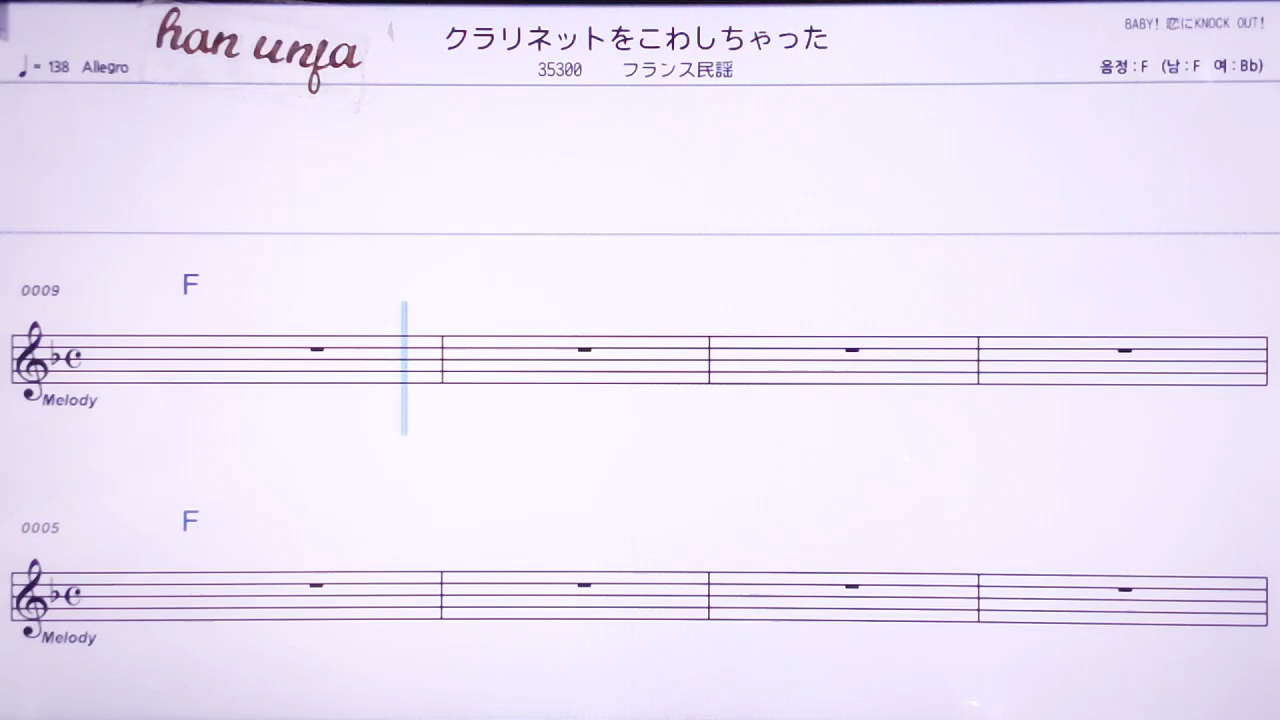 han unfa
クラリネットをこわしちゃった
BABY! 恋にKNOCK OUT!
= 138 Allegro
35300 フランス民謡
음정:F (남:F 여:Bb)
0009 F
Melody
0005 F
Melody